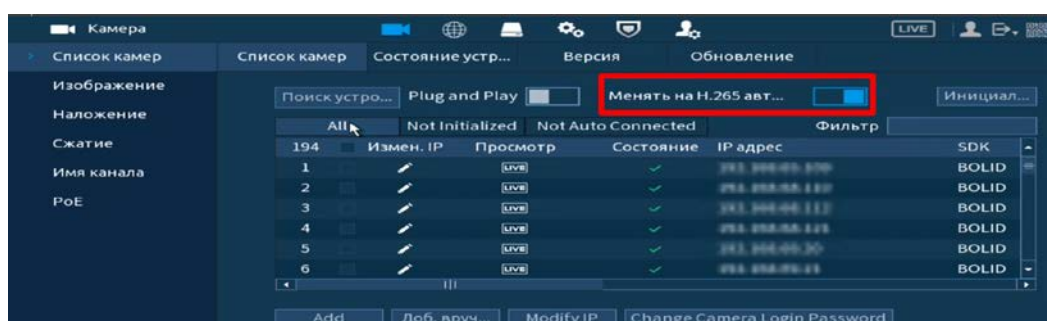 Камера LIVE
Список камер Список камер Состояние устр... Версия Обновление
Изображение
Поиск устро... Plug and Play Менять на H.265 авт... Инициал...
Наложение
All Not Initialized Not Auto Connected Фильтр
Сжатие
194 Измен. IP Просмотр Состояние IP адрес SDK
1 LIVE BOLID
Имя канала
2 LIVE BOLID
PoE
3 LIVE BOLID
4 LIVE BOLID
5 LIVE BOLID
6 LIVE BOLID
Add Доб. вруч... Modify IP Change Camera Login Password